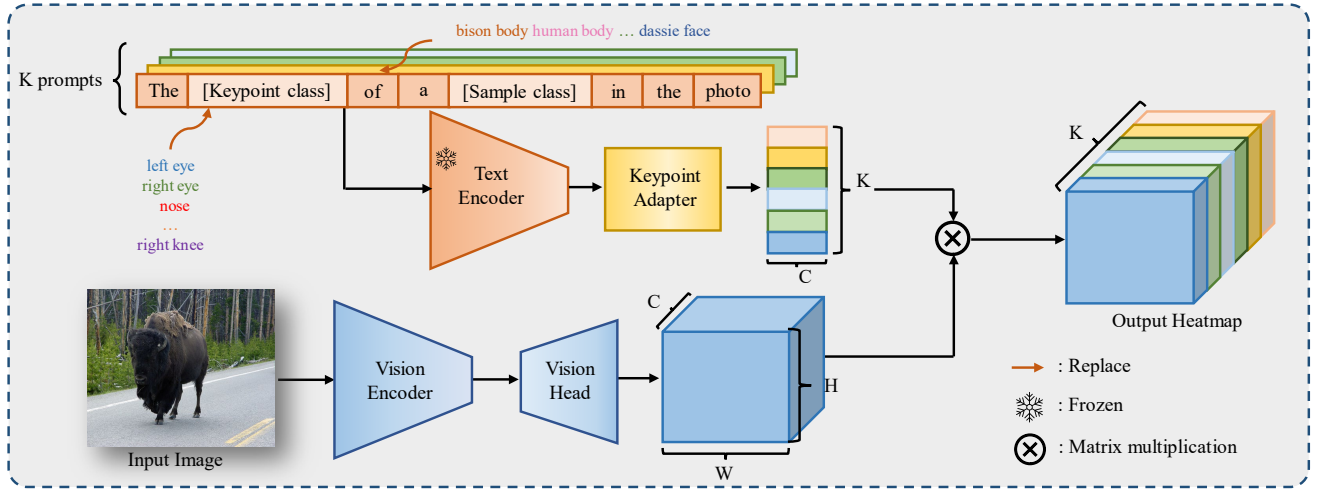 bison body human body … dassie face
K prompts
The [Keypoint class] of a [Sample class] in the photo
left eye
right eye
nose
…
right knee
Text
Encoder
Keypoint
Adapter
K
C
K
Output Heatmap
Input Image
Vision
Encoder
Vision
Head
C
H
W
: Replace
: Frozen
: Matrix multiplication